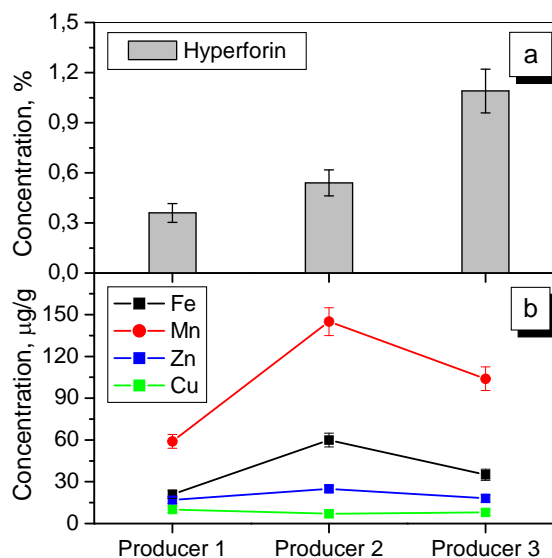 1,5
1,2
0,9
0,6
0,3
0,0
Concentration, %
Hyperforin
a
150
120
90
60
30
0
Concentration, µg/g
Fe
Mn
Zn
Cu
b
Producer 1 Producer 2 Producer 3